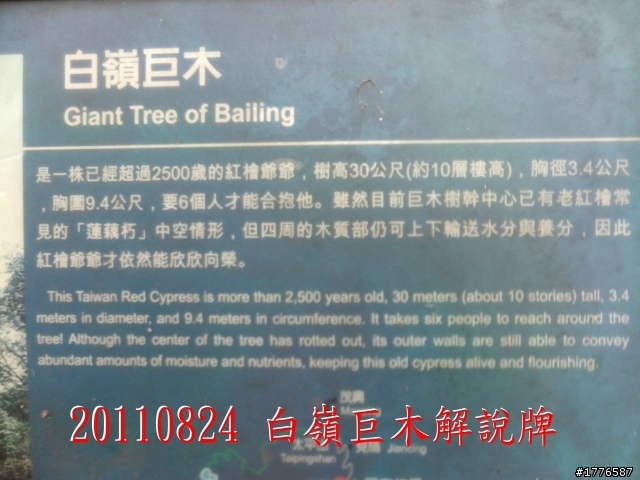 白嶺巨木
Giant Tree of Bailing
是一株已經超過2500歲的紅檜爺爺，樹高30公尺(約10層樓高)，胸徑3.4公尺
，胸圍9.4公尺，要6個人才能合抱他。雖然目前巨木樹幹中心已有老紅檜常
見的「蓮藕朽」中空情形，但四周的木質部仍可上下輸送水分與養分，因此
紅檜爺爺才依然能欣欣向榮。
This Taiwan Red Cypress is more than 2,500 years old, 30 meters (about 10 stories) tall, 3.4
meters in diameter, and 9.4 meters in circumference. It takes six people to reach around the
tree! Although the center of the tree has rotted out, its outer walls are still able to convey
abundant amounts of moisture and nutrients, keeping this old cypress alive and flourishing.
茂興
20110824 白嶺巨木解說牌
Taipingshan
Jianqing
#1776587